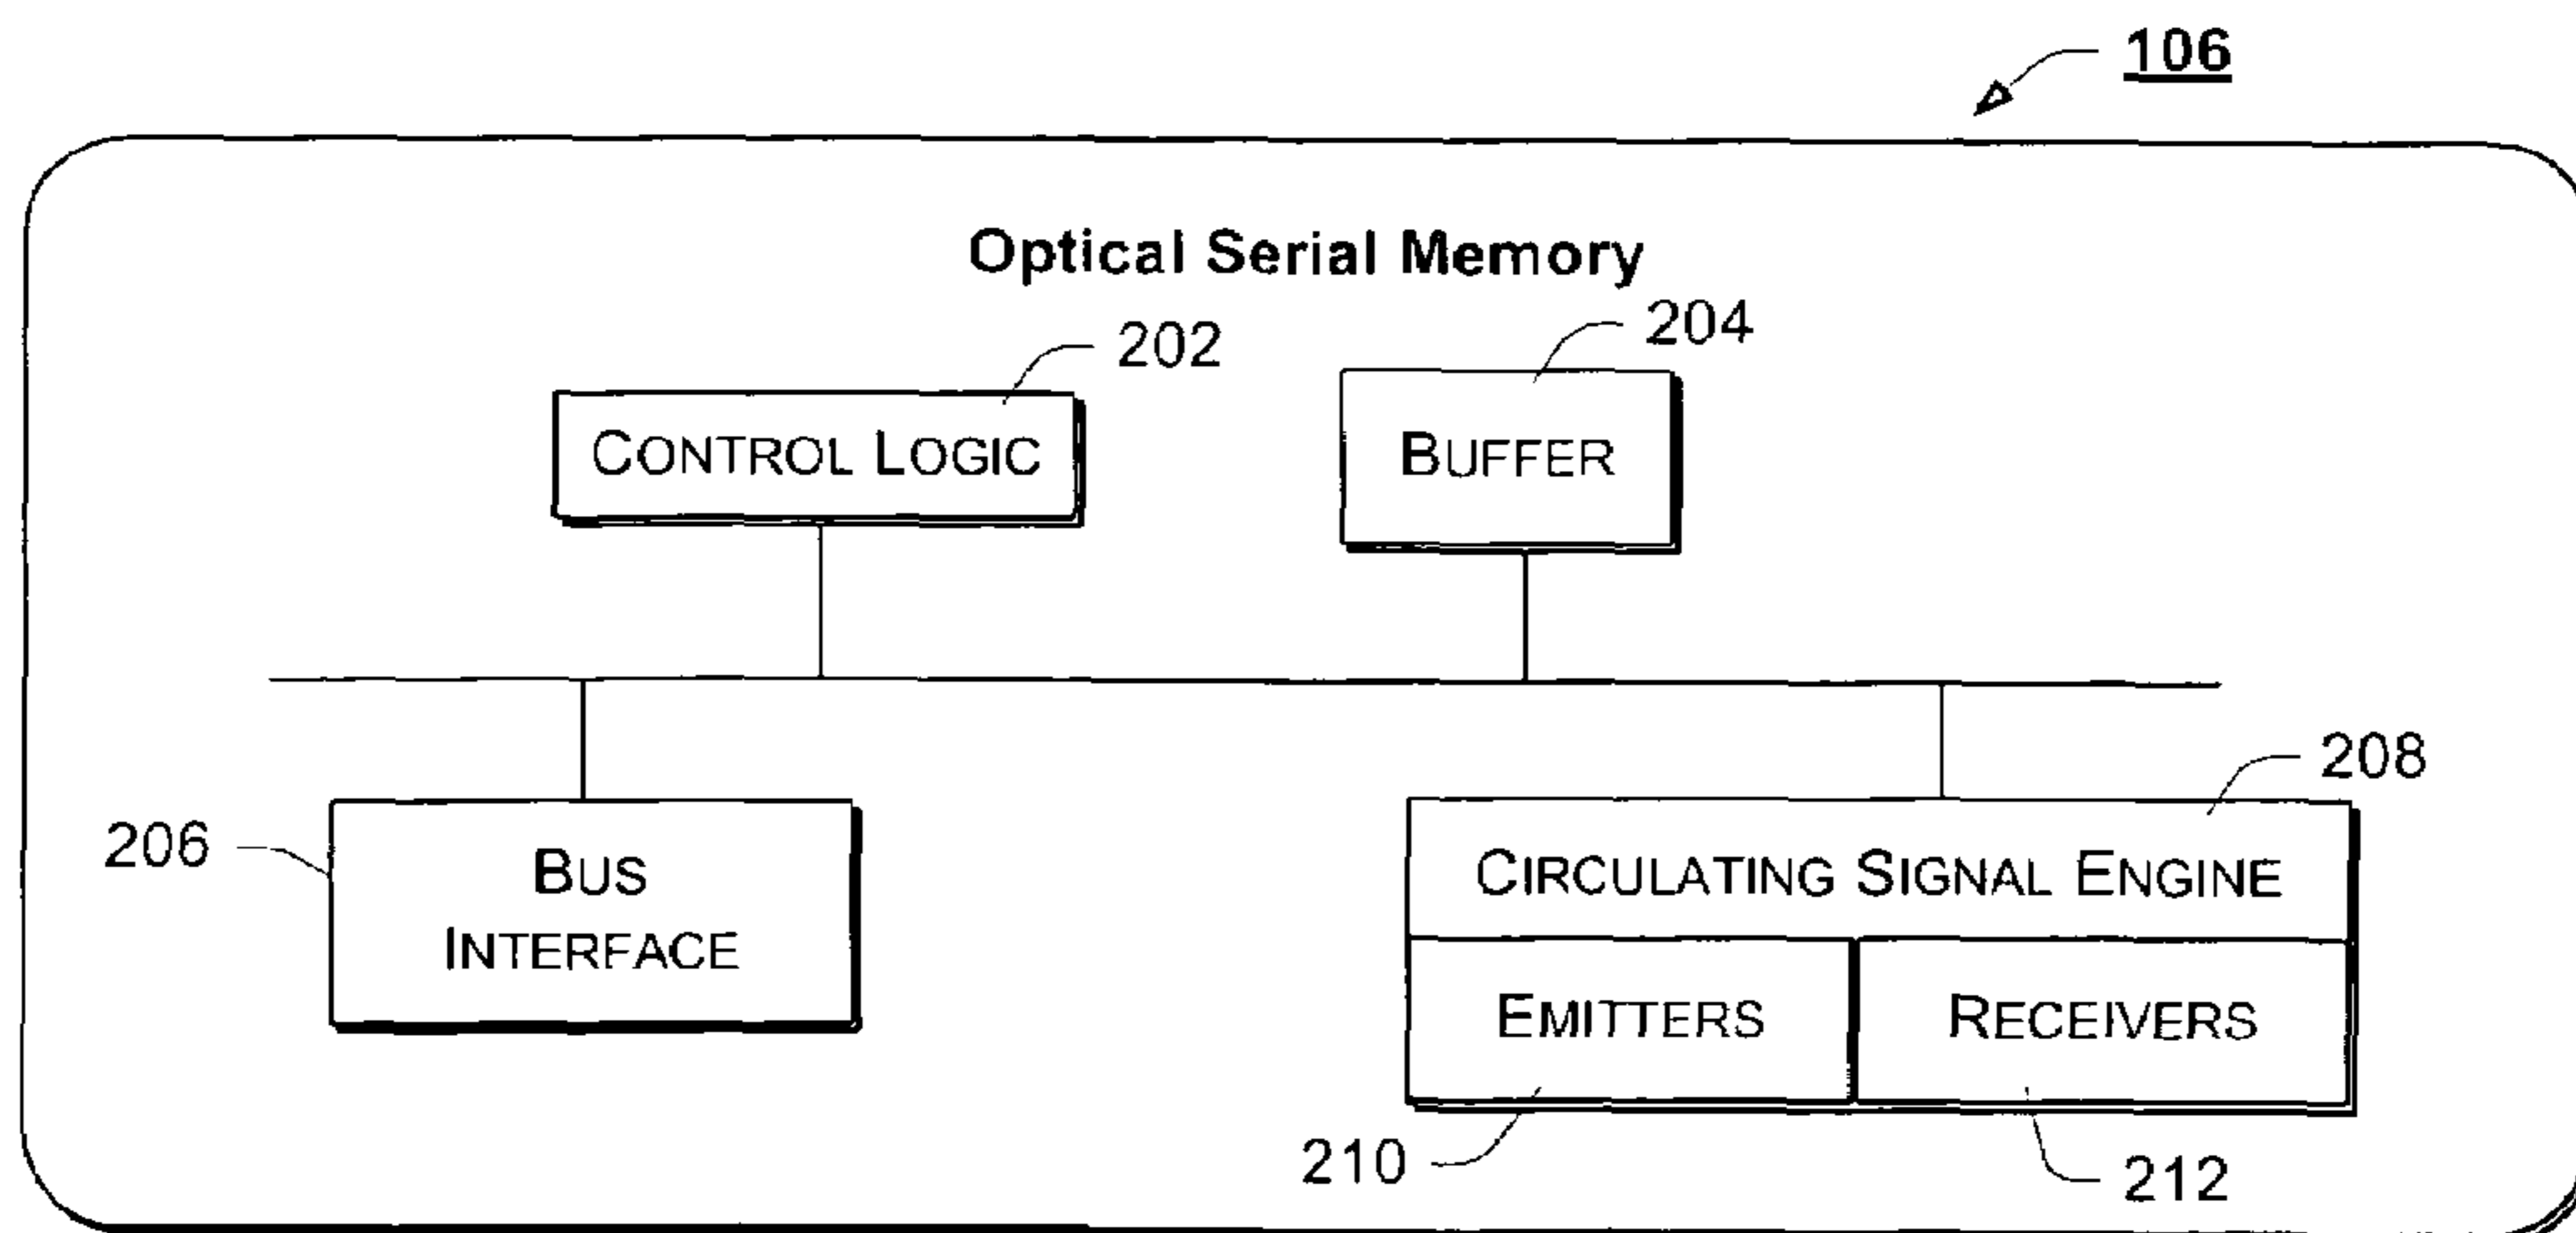 106
Optical Serial Memory
202
204
CONTROL LOGIC
BUFFER
206
BUS
INTERFACE
208
CIRCULATING SIGNAL ENGINE
EMITTERS
RECEIVERS
210
212